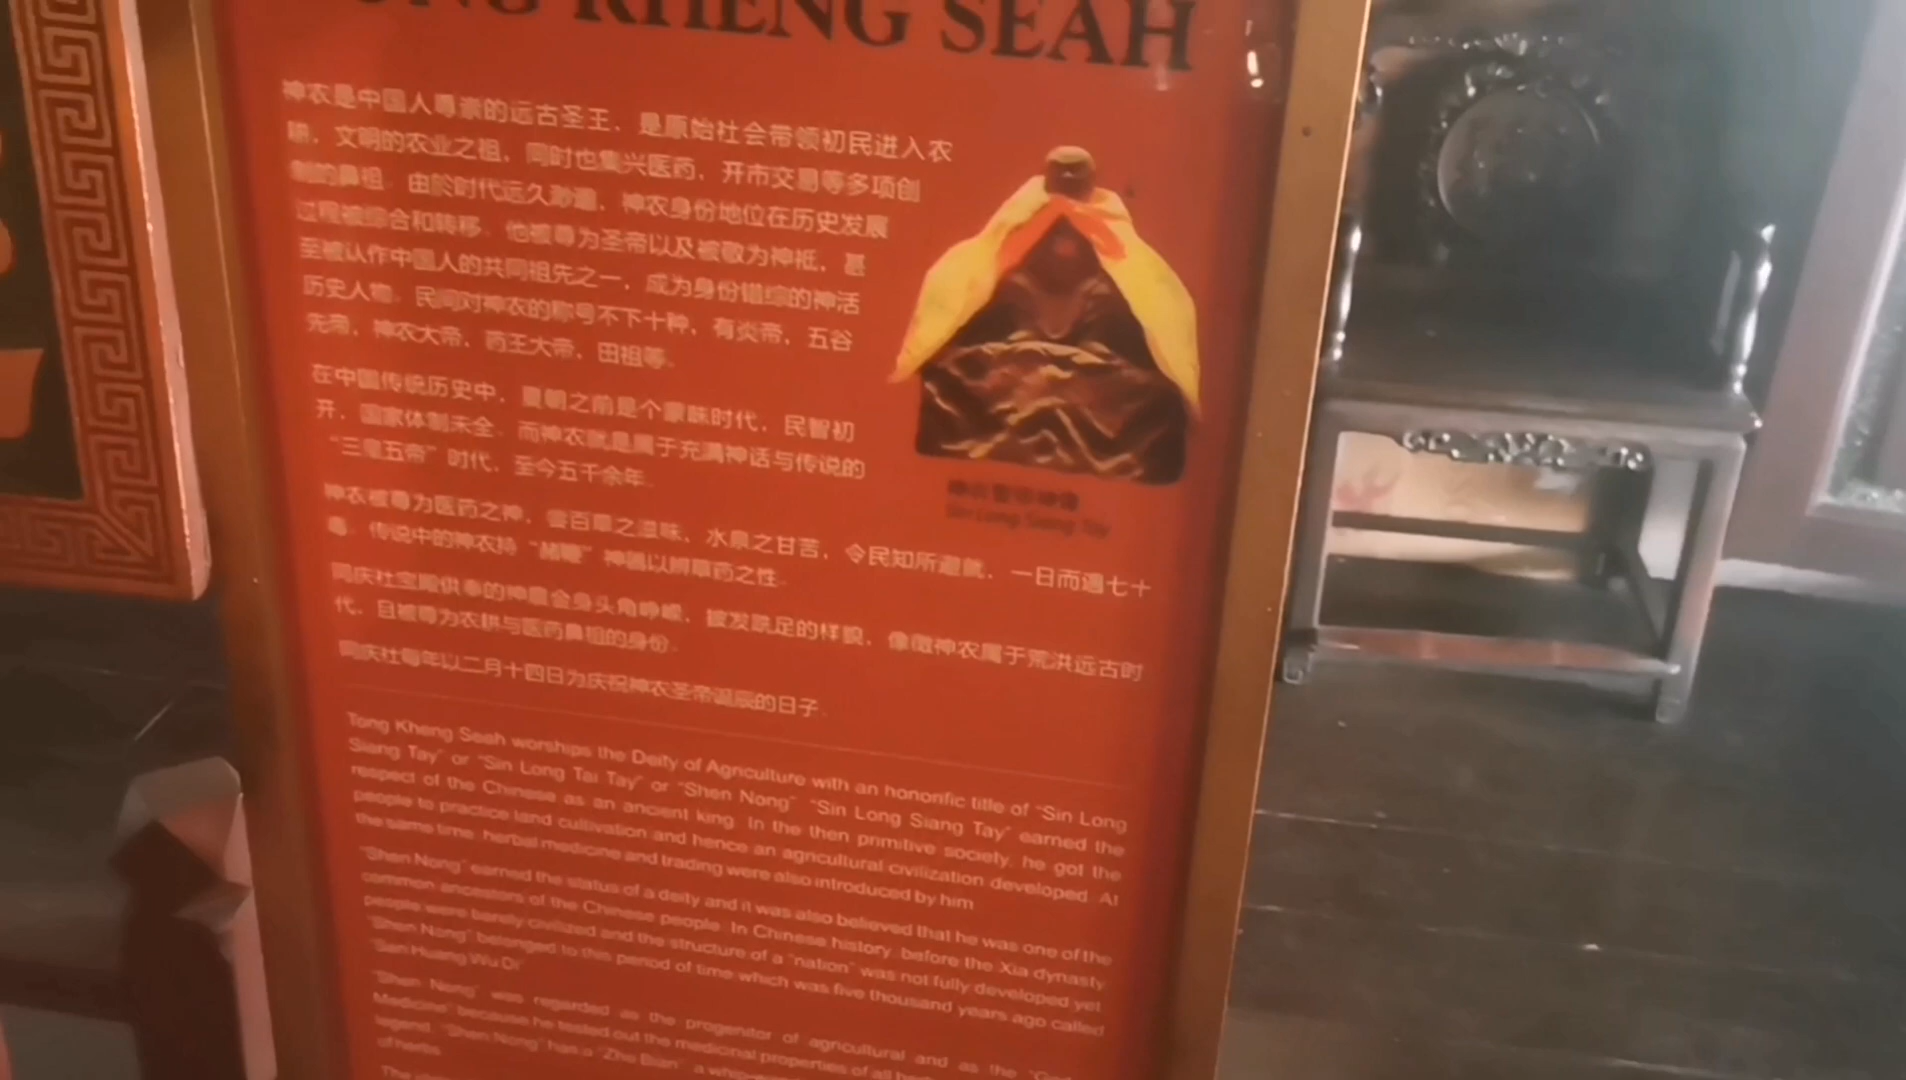 ONG KHENG SEAH
神农是中国人尊崇的远古圣王，是原始社会带领初民进入农
耕，文明的农业之祖，同时也集兴医药，开市交易等多项创
制的鼻祖。由於时代远久渺遠，神农身份地位在历史发展
过程被综合和转移。他被尊为圣帝以及被敬为神祗，甚
至被认作中国人的共同祖先之一，成为身份错综的神活
历史人物。民间对神农的称号不下十种，有炎帝，五谷
先帝，神农大帝，药王大帝，田祖等。
在中国传统历史中，夏朝之前是个蒙昧时代，民智初
开，国家体制未全。而神农就是属于充满神话与传说的
“三皇五帝”时代，至今五千余年。
神农被尊为医药之神，尝百草之滋味，水泉之甘苦，令民知所避就，一日而遇七十
毒。传说中的神农持“赭鞭”神器以辨草药之性。
同庆社宝殿供奉的神农金身头角峥嵘，披发跣足的样貌，像徵神农属于荒洪远古时
代，且被尊为农耕与医药鼻祖的身份。
同庆社每年以二月十四日为庆祝神农圣帝诞辰的日子。
Sin Long Siang Tay
Tong Kheng Seah worships the Deity of Agriculture with an honorific title of "Sin Long
Siang Tay" or "Sin Long Tai Tay" or "Shen Nong". "Sin Long Siang Tay" earned the
respect of the Chinese as an ancient king. In the then primitive society, he got the
people to practice land cultivation and hence an agricultural civilization developed. At
the same time, herbal medicine and trading were also introduced by him.
"Shen Nong" earned the status of a deity and it was also believed that he was one of the
common ancestors of the Chinese people. In Chinese history, before the Xia dynasty,
people were barely civilized and the structure of a "nation" was not fully developed yet.
"Shen Nong" belonged to this period of time which was five thousand years ago called
"San Huang Wu Di".
"Shen Nong" was regarded as the progenitor of agricultural and as the "God
Medicine" because he tested out the medicinal properties of all
legend, "Shen Nong" has a "Zhe Bian", a
of herbs.
The